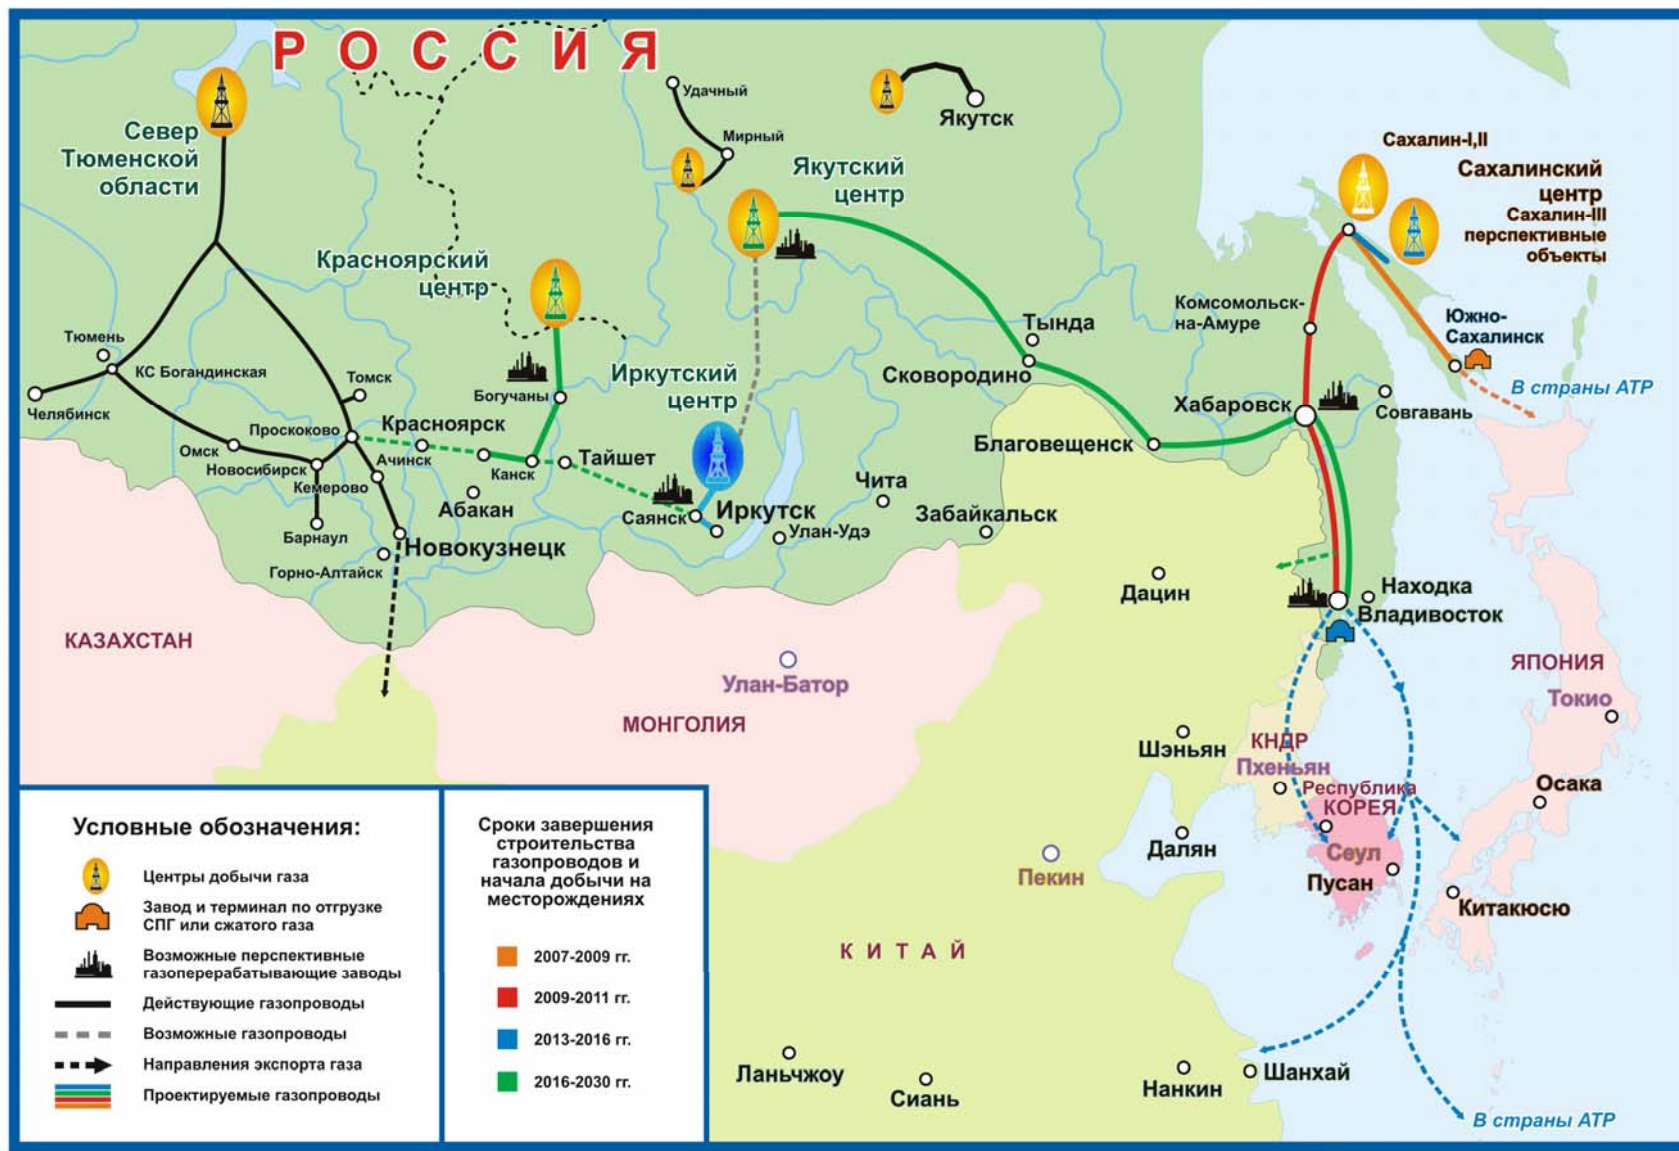 РОССИЯ
Север
Тюменской
области
Удачный
Мирный
Якутск
Якутский
центр
Сахалин-I,II
Сахалинский
центр
Сахалин-III
перспективные
объекты
Красноярский
центр
Комсомольск-
на-Амуре
Южно-
Сахалинск
Тюмень
КС Богандинская
Челябинск
Томск
Богучаны
Иркутский
центр
Тында
Сковородино
В страны АТР
Хабаровск
Совгавань
Проскоково
Красноярск
Омск
Новосибирск
Ачинск
Кемерово
Канск
Тайшет
Благовещенск
Абакан
Саянск
Иркутск
Чита
Забайкальск
Улан-Удэ
Барнаул
Новокузнецк
Горно-Алтайск
Дацин
Находка
Владивосток
КАЗАХСТАН
Улан-Батор
МОНГОЛИЯ
ЯПОНИЯ
Токио
Шэньян
КНДР
Пхеньян
Республика
КОРЕЯ
Осака
Далян
Сеул
Пусан
Пекин
Китакюсю
КИТАЙ
Ланьчжоу
Сиань
Нанкин
Шанхай
В страны АТР
Условные обозначения:
Центры добычи газа
Завод и терминал по отгрузке
СПГ или сжатого газа
Возможные перспективные
газоперерабатывающие заводы
Действующие газопроводы
Возможные газопроводы
Направления экспорта газа
Проектируемые газопроводы
Сроки завершения
строительства
газопроводов и
начала добычи на
месторождениях
2007-2009 гг.
2009-2011 гг.
2013-2016 гг.
2016-2030 гг.